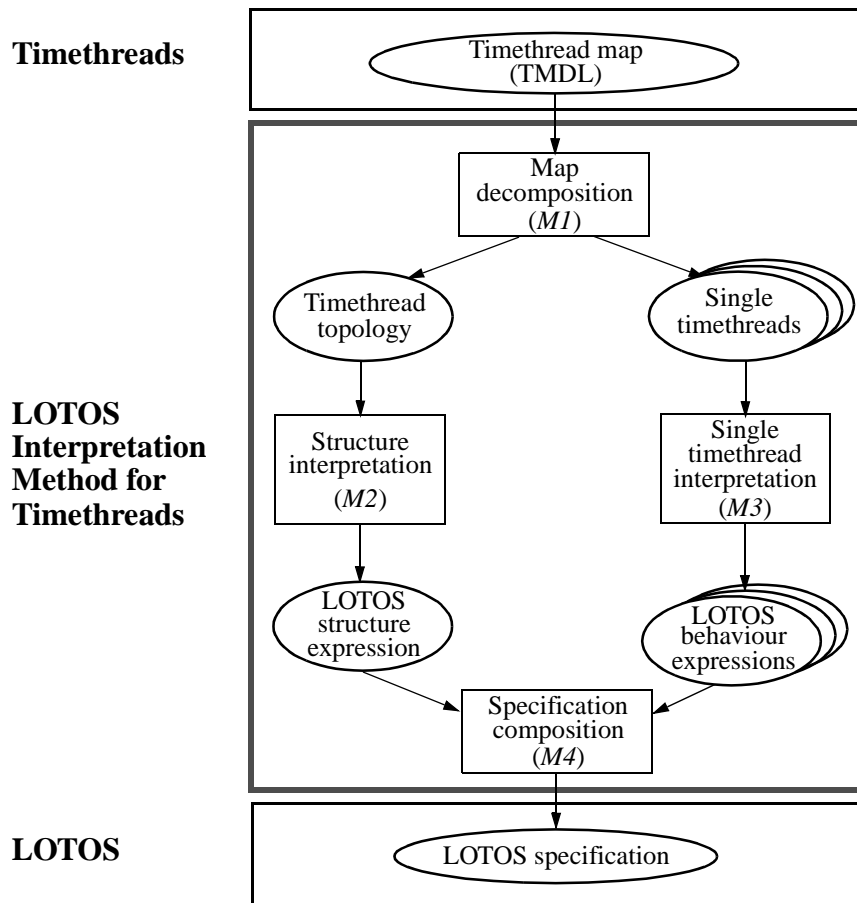 Timethreads
Timethread map
(TMDL)
Map
decomposition
(M1)
Timethread
topology
Single
timethreads
LOTOS
Interpretation
Method for
Timethreads
Structure
interpretation
(M2)
Single
timethread
interpretation
(M3)
LOTOS
structure
expression
LOTOS
behaviour
expressions
Specification
composition
(M4)
LOTOS
LOTOS specification